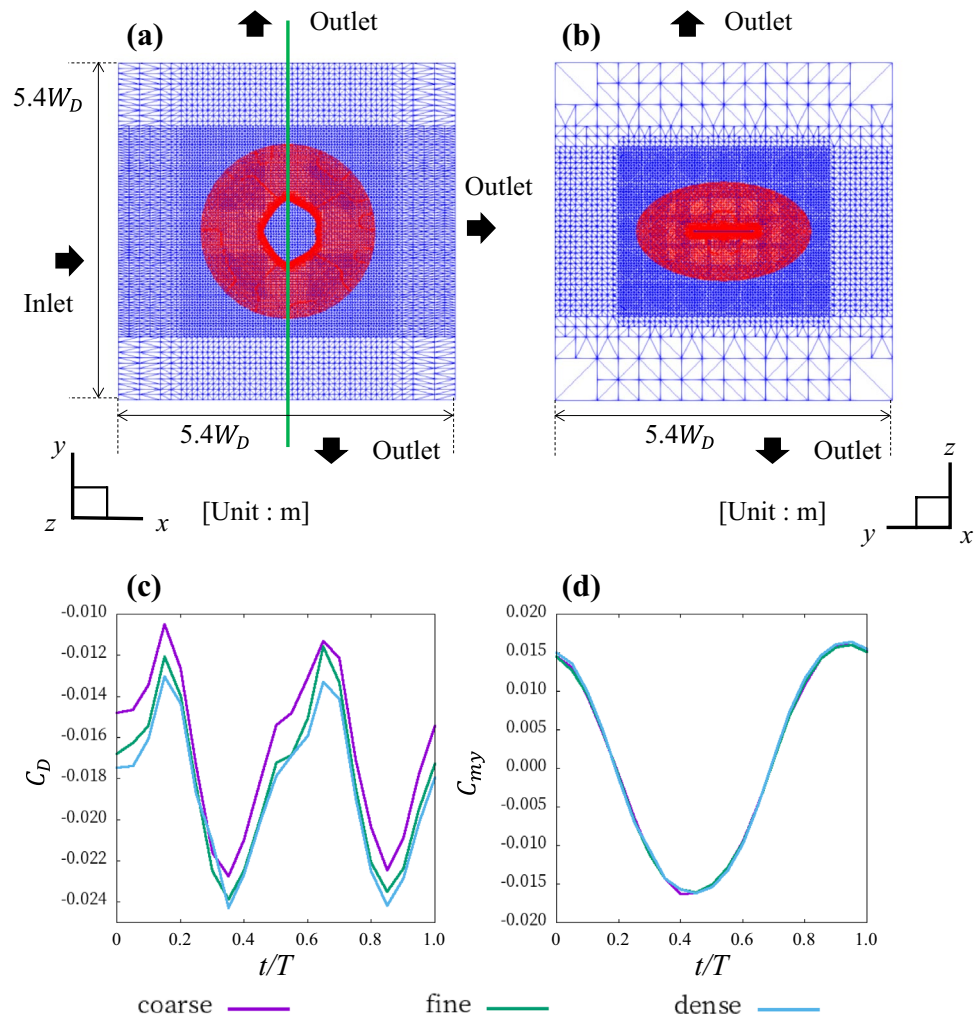 (a)
Outlet
(b)
Outlet
5.4W_D
Outlet
Inlet
5.4W_D
Outlet
5.4W_D
Outlet
y
z
x
[Unit : m]
[Unit : m]
z
y
x
(c)
(d)
-0.010
-0.012
-0.014
-0.016
-0.018
-0.020
-0.022
-0.024
C_D
0
0.2
0.4
0.6
0.8
1.0
t/T
0.020
0.015
0.010
0.005
0.000
-0.005
-0.010
-0.015
-0.020
C_my
0
0.2
0.4
0.6
0.8
1.0
t/T
coarse
fine
dense